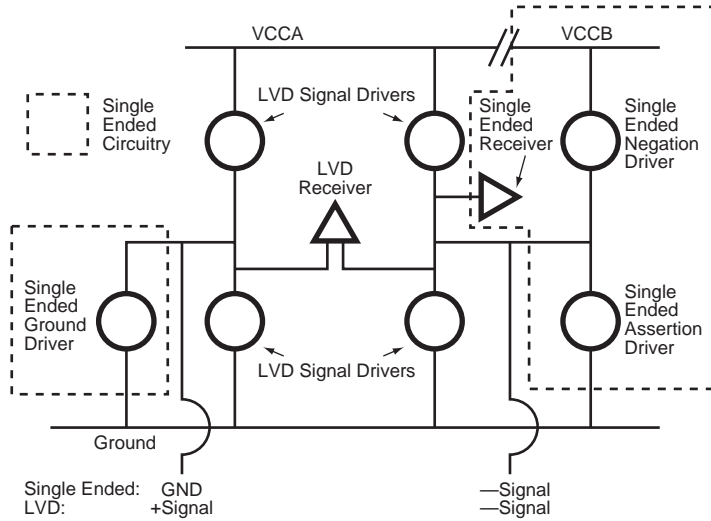 VCCA
VCCB
Single
Ended
Circuitry
LVD Signal Drivers
Single
Ended
Receiver
Single
Ended
Negation
Driver
LVD
Receiver
Single
Ended
Ground
Driver
Single
Ended
Assertion
Driver
LVD Signal Drivers
Ground
Single Ended: GND —Signal
LVD: +Signal —Signal